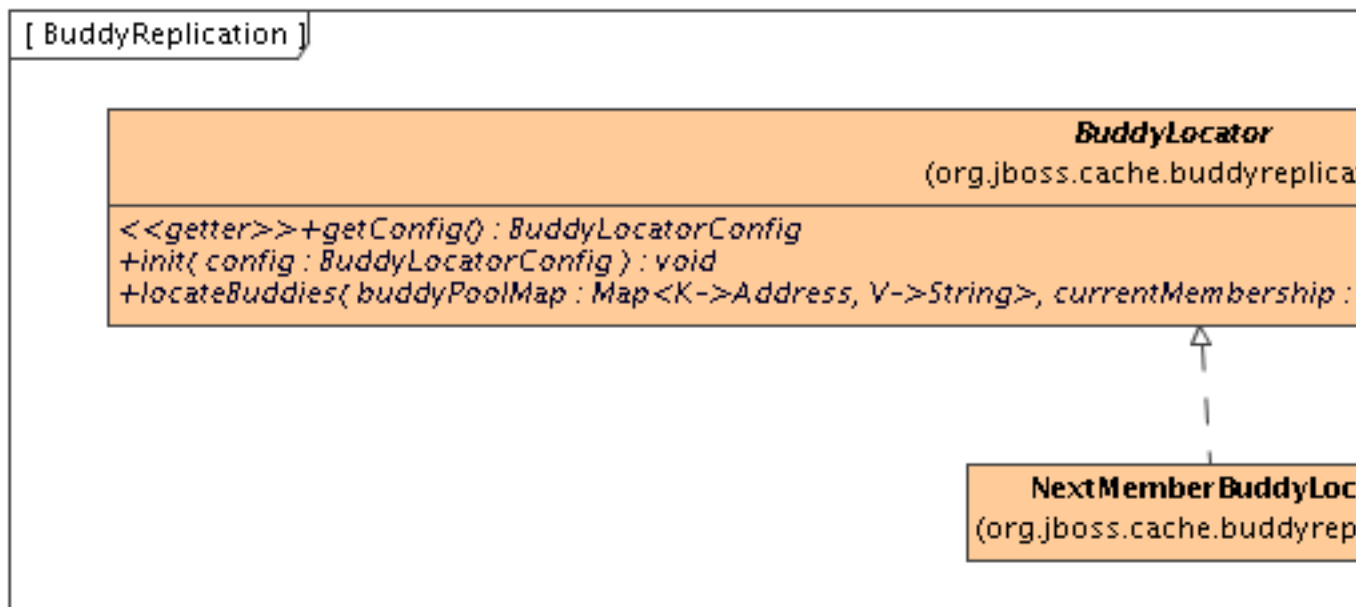 [ BuddyReplication ]
BuddyLocator
(org.jboss.cache.buddyreplica
<<getter>>+getConfig() : BuddyLocatorConfig
+init( config : BuddyLocatorConfig ) : void
+locateBuddies( buddyPoolMap : Map<K->Address, V->String>, currentMembership :
NextMemberBuddyLoc
(org.jboss.cache.buddyrep